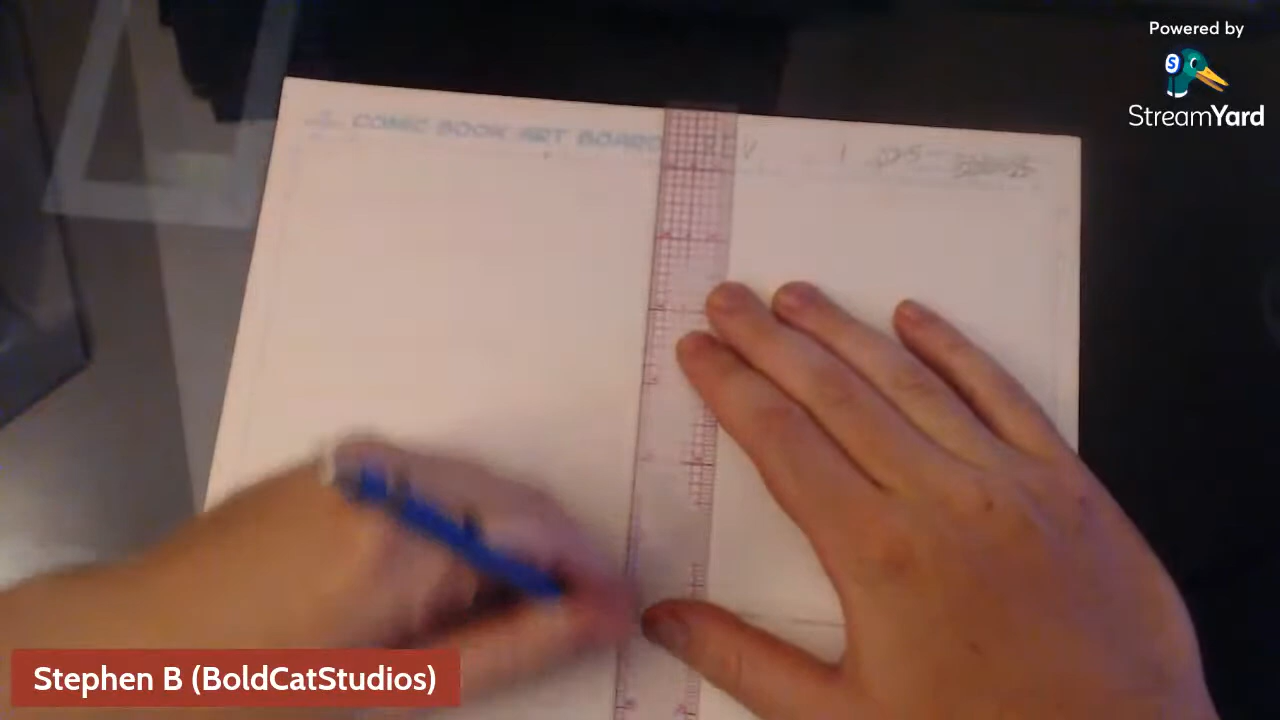 Powered by
StreamYard
COMIC BOOK ART BOARD
Stephen B (BoldCatStudios)